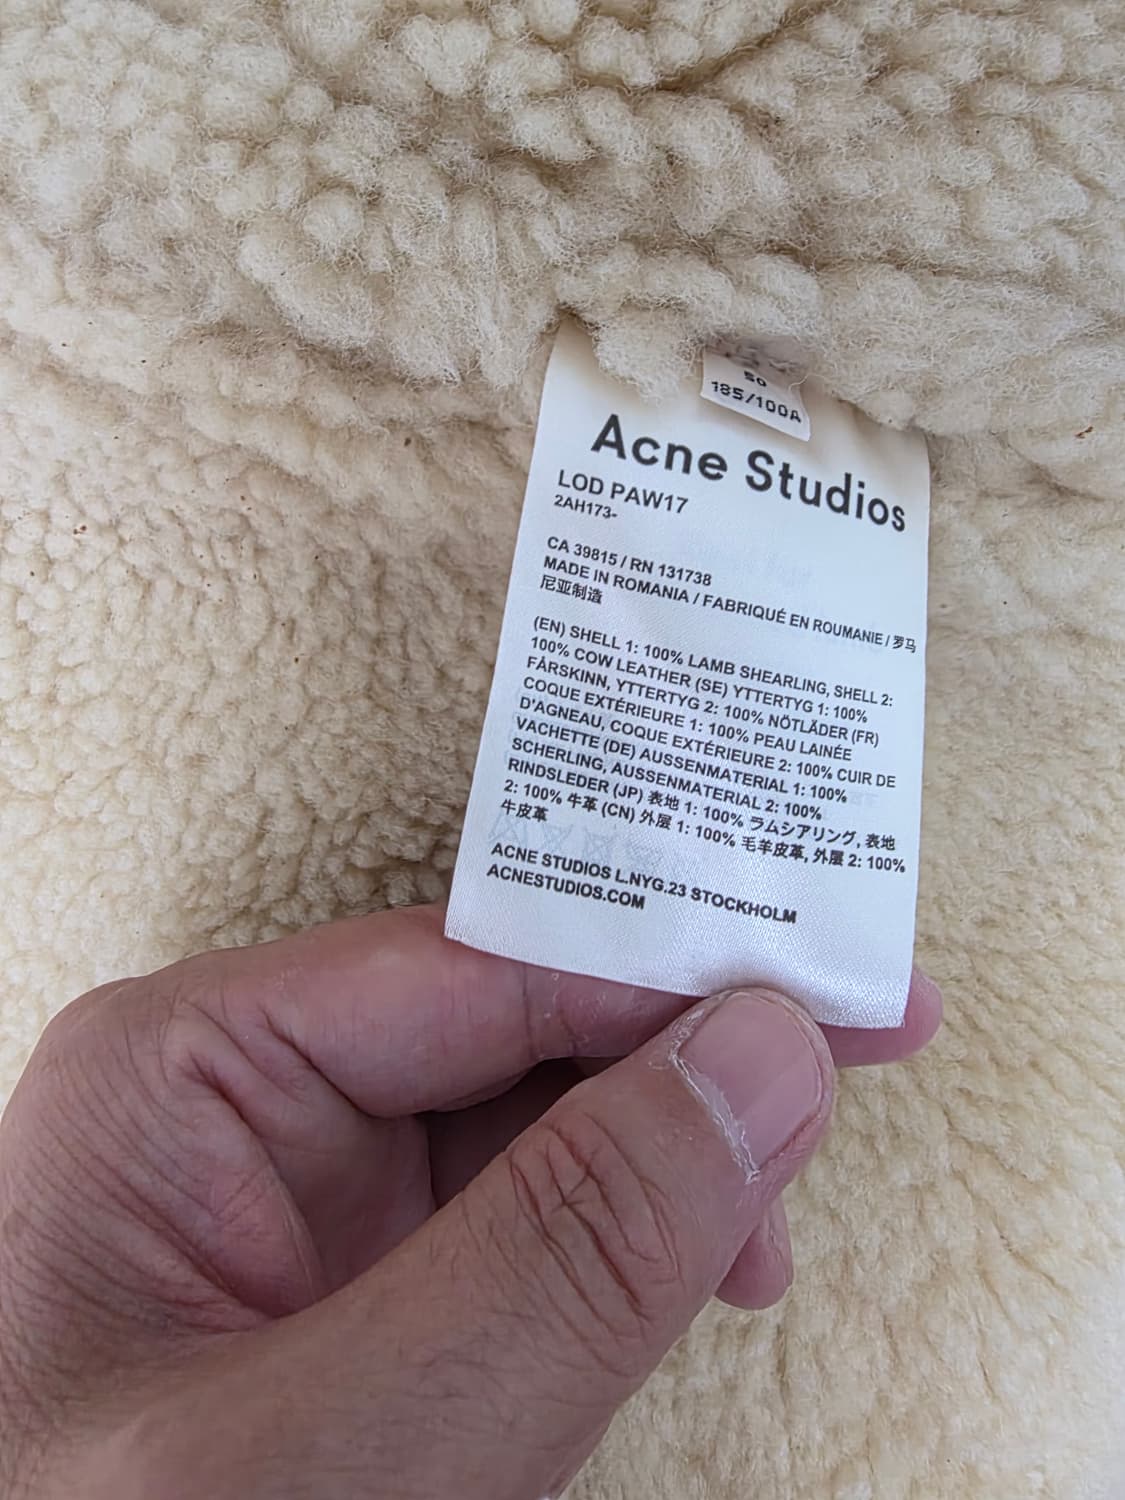 50
185/100A
Acne Studios
LOD PAW17
2AH173-
CA 39815 / RN 131738
MADE IN ROMANIA / FABRIQUÉ EN ROUMANIE / 罗马
尼亚制造
(EN) SHELL 1: 100% LAMB SHEARLING, SHELL 2:
100% COW LEATHER (SE) YTTERTYG 1: 100%
FÅRSKINN, YTTERTYG 2: 100% NÖTLÄDER (FR)
COQUE EXTÉRIEURE 1: 100% PEAU LAINÉE
D'AGNEAU, COQUE EXTÉRIEURE 2: 100% CUIR DE
VACHETTE (DE) AUSSENMATERIAL 1: 100%
SCHERLING, AUSSENMATERIAL 2: 100%
RINDSLEDER (JP) 表地 1: 100% ラムシアリング, 表地
2: 100% 牛革 (CN) 外层 1: 100% 毛羊皮革, 外层 2: 100%
牛皮革
ACNE STUDIOS L.NYG.23 STOCKHOLM
ACNESTUDIOS.COM